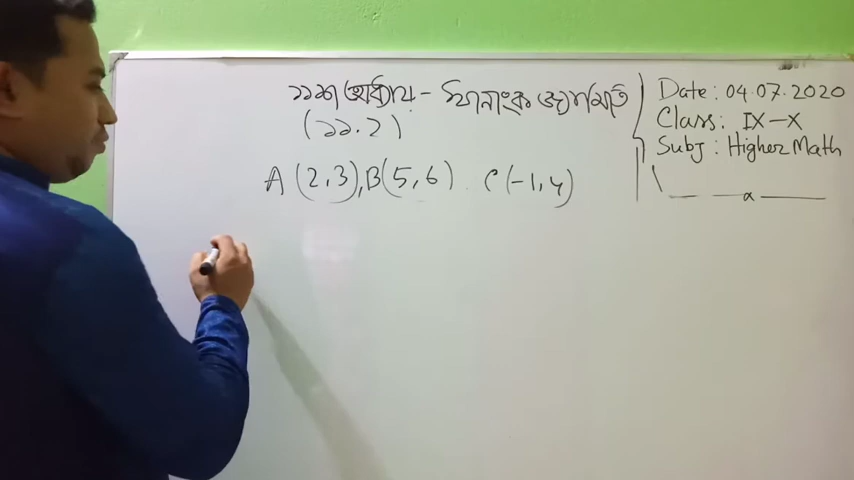 ১১শ অধ্যায় - স্থানাংক জ্যামিতি
(১১.২)
A (2,3), B(5,6) C(-1,4)
Date: 04.07.2020
Class: IX-X
Subj: Higher Math